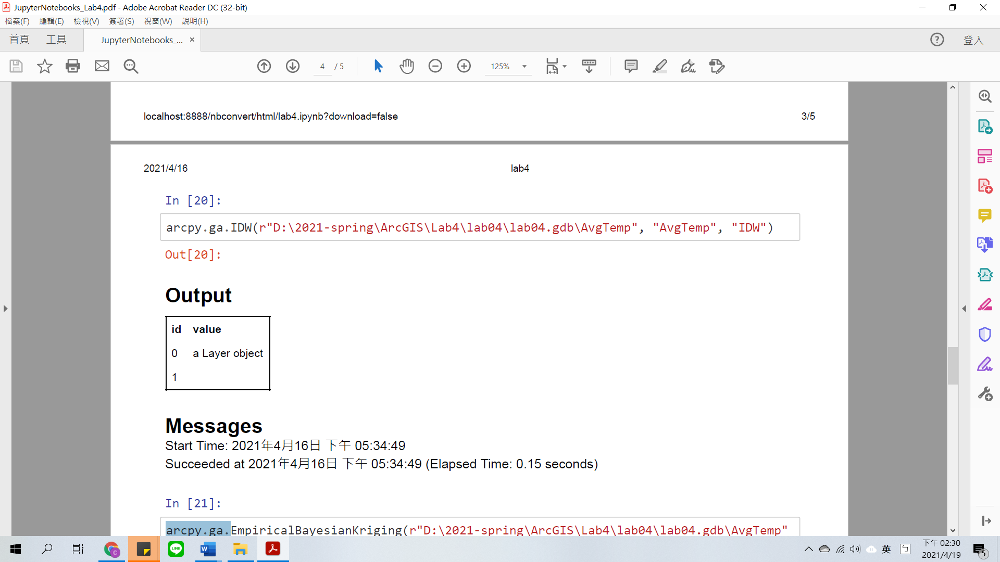 JupyterNotebooks_Lab4.pdf - Adobe Acrobat Reader DC (32-bit)
檔案(F) 編輯(E) 檢視(V) 簽署(S) 視窗(W) 說明(H)
首頁 工具 JupyterNotebooks_... × 登入
4 / 5 125%
localhost:8888/nbconvert/html/lab4.ipynb?download=false 3/5
2021/4/16 lab4
In [20]:
arcpy.ga.IDW(r"D:\2021-spring\ArcGIS\Lab4\lab04\lab04.gdb\AvgTemp", "AvgTemp", "IDW")
Out[20]:
Output
id value
0 a Layer object
1
Messages
Start Time: 2021年4月16日 下午 05:34:49
Succeeded at 2021年4月16日 下午 05:34:49 (Elapsed Time: 0.15 seconds)
In [21]:
arcpy.ga.EmpiricalBayesianKriging(r"D:\2021-spring\ArcGIS\Lab4\lab04\lab04.gdb\AvgTemp"
C LINE W 英 ㄅ 下午 02:30
2021/4/19 5